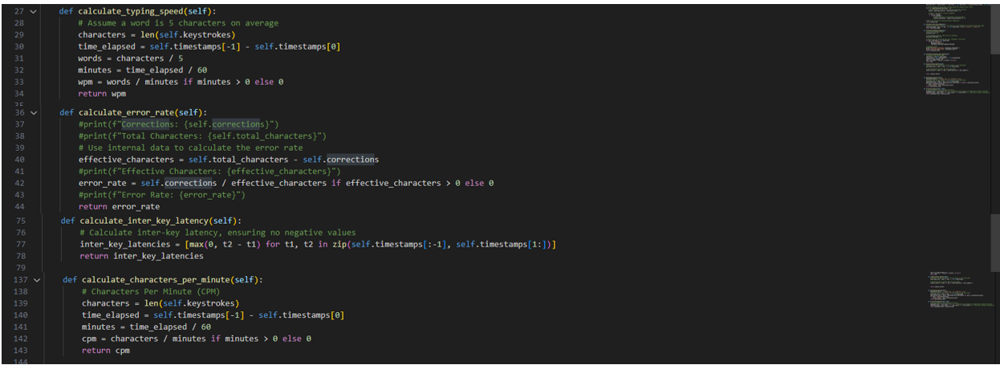 27 def calculate_typing_speed(self):
28 # Assume a word is 5 characters on average
29 characters = len(self.keystrokes)
30 time_elapsed = self.timestamps[-1] - self.timestamps[0]
31 words = characters / 5
32 minutes = time_elapsed / 60
33 wpm = words / minutes if minutes > 0 else 0
34 return wpm
35
36 def calculate_error_rate(self):
37 #print(f"Corrections: {self.corrections}")
38 #print(f"Total Characters: {self.total_characters}")
39 # Use internal data to calculate the error rate
40 effective_characters = self.total_characters - self.corrections
41 #print(f"Effective Characters: {effective_characters}")
42 error_rate = self.corrections / effective_characters if effective_characters > 0 else 0
43 #print(f"Error Rate: {error_rate}")
44 return error_rate
75 def calculate_inter_key_latency(self):
76 # Calculate inter-key latency, ensuring no negative values
77 inter_key_latencies = [max(0, t2 - t1) for t1, t2 in zip(self.timestamps[:-1], self.timestamps[1:])]
78 return inter_key_latencies
79
137 def calculate_characters_per_minute(self):
138 # Characters Per Minute (CPM)
139 characters = len(self.keystrokes)
140 time_elapsed = self.timestamps[-1] - self.timestamps[0]
141 minutes = time_elapsed / 60
142 cpm = characters / minutes if minutes > 0 else 0
143 return cpm
144